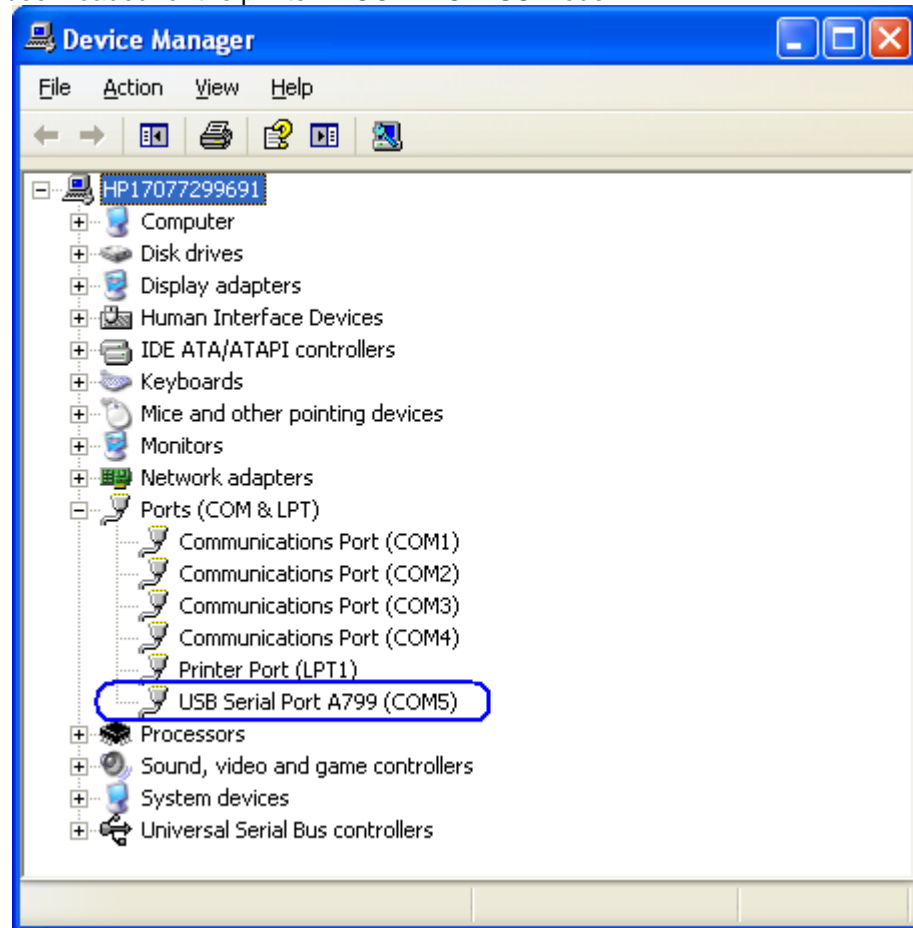 Device Manager
File Action View Help
HP17077299691
Computer
Disk drives
Display adapters
Human Interface Devices
IDE ATA/ATAPI controllers
Keyboards
Mice and other pointing devices
Monitors
Network adapters
Ports (COM & LPT)
Communications Port (COM1)
Communications Port (COM2)
Communications Port (COM3)
Communications Port (COM4)
Printer Port (LPT1)
USB Serial Port A799 (COM5)
Processors
Sound, video and game controllers
System devices
Universal Serial Bus controllers